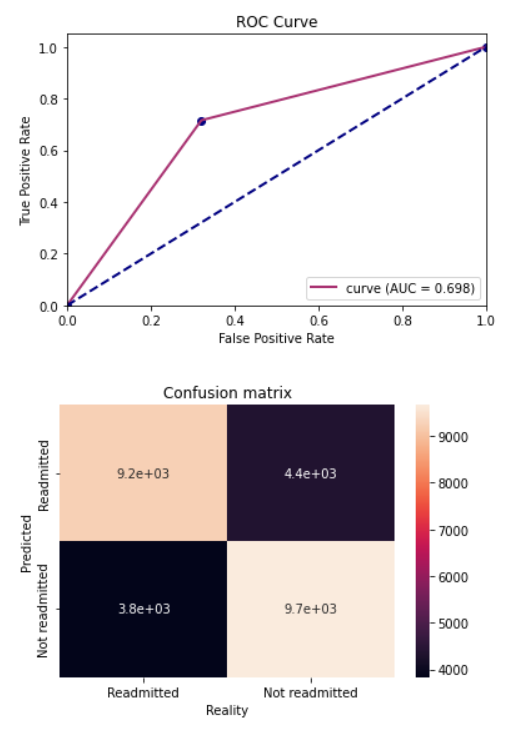 ROC Curve
1.0
0.8
0.6
0.4
0.2
0.0
True Positive Rate
curve (AUC = 0.698)
0.0 0.2 0.4 0.6 0.8 1.0
False Positive Rate
Confusion matrix
Predicted
Readmitted
Not readmitted
9.2e+03 4.4e+03
3.8e+03 9.7e+03
9000
8000
7000
6000
5000
4000
Readmitted Not readmitted
Reality